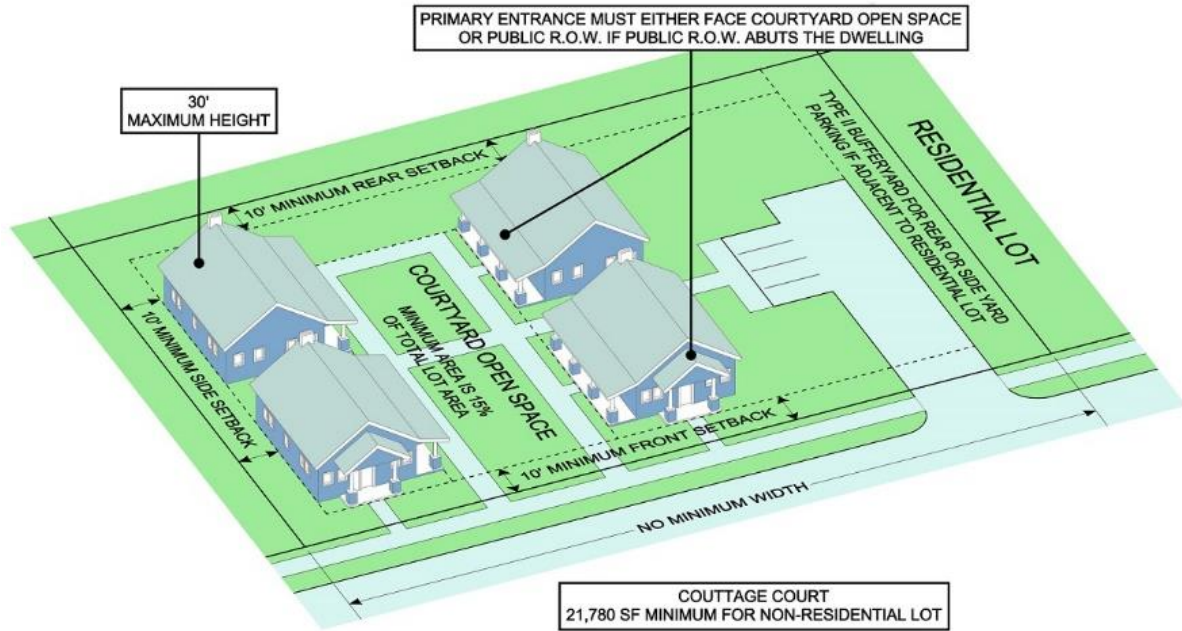 PRIMARY ENTRANCE MUST EITHER FACE COURTYARD OPEN SPACE
OR PUBLIC R.O.W. IF PUBLIC R.O.W. ABUTS THE DWELLING
30'
MAXIMUM HEIGHT
10' MINIMUM REAR SETBACK
TYPE II BUFFERYARD FOR REAR OR SIDE YARD
PARKING IF ADJACENT TO RESIDENTIAL LOT
RESIDENTIAL LOT
10' MINIMUM SIDE SETBACK
COURTYARD OPEN SPACE
MINIMUM AREA IS 15%
OF TOTAL LOT AREA
10' MINIMUM FRONT SETBACK
NO MINIMUM WIDTH
COUTTAGE COURT
21,780 SF MINIMUM FOR NON-RESIDENTIAL LOT